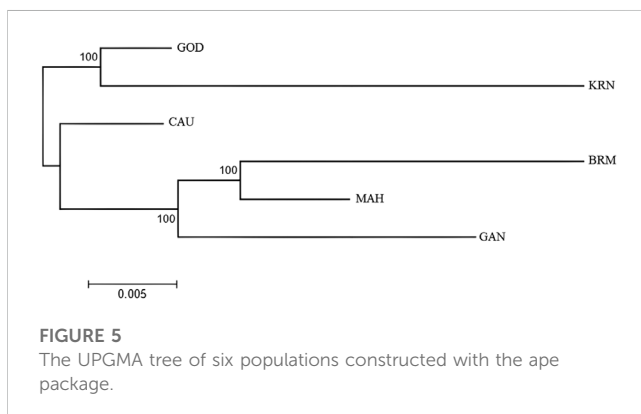 GOD
100
KRN
CAU
BRM
100
MAH
100
GAN
0.005
FIGURE 5
The UPGMA tree of six populations constructed with the ape
package.